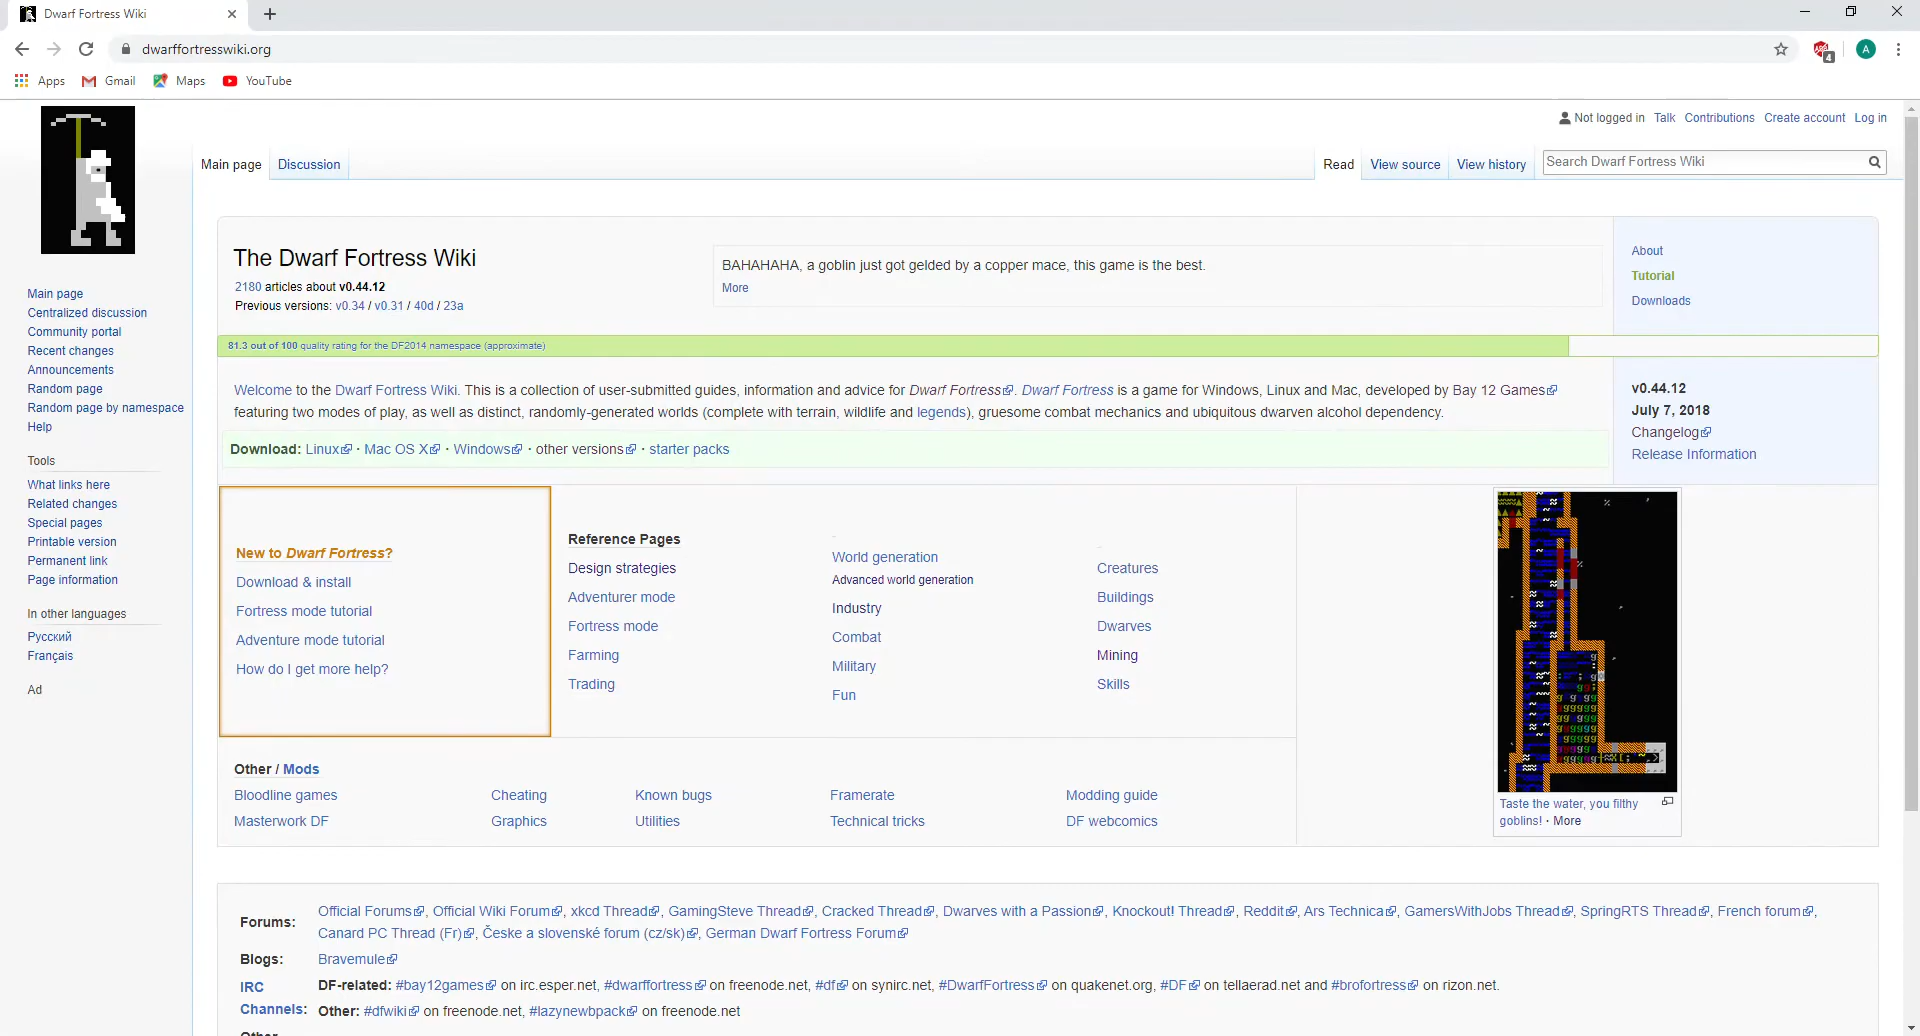 Dwarf Fortress Wiki
dwarffortresswiki.org
4
A
Apps Gmail Maps YouTube
Not logged in Talk Contributions Create account Log in
Main page Discussion Read View source View history Search Dwarf Fortress Wiki
The Dwarf Fortress Wiki
2180 articles about v0.44.12
Previous versions: v0.34 / v0.31 / 40d / 23a
BAHAHAHA, a goblin just got gelded by a copper mace, this game is the best.
More
About
Tutorial
Downloads
81.3 out of 100 quality rating for the DF2014 namespace (approximate)
Welcome to the Dwarf Fortress Wiki. This is a collection of user-submitted guides, information and advice for Dwarf Fortress. Dwarf Fortress is a game for Windows, Linux and Mac, developed by Bay 12 Games
featuring two modes of play, as well as distinct, randomly-generated worlds (complete with terrain, wildlife and legends), gruesome combat mechanics and ubiquitous dwarven alcohol dependency.
Download: Linux · Mac OS X · Windows · other versions · starter packs
v0.44.12
July 7, 2018
Changelog
Release Information
Main page
Centralized discussion
Community portal
Recent changes
Announcements
Random page
Random page by namespace
Help
Tools
What links here
Related changes
Special pages
Printable version
Permanent link
Page information
In other languages
Русский
Français
Ad
New to Dwarf Fortress?
Download & install
Fortress mode tutorial
Adventure mode tutorial
How do I get more help?
Reference Pages
Design strategies
Adventurer mode
Fortress mode
Farming
Trading
World generation
Advanced world generation
Industry
Combat
Military
Fun
Creatures
Buildings
Dwarves
Mining
Skills
Other / Mods
Bloodline games Cheating Known bugs Framerate Modding guide
Masterwork DF Graphics Utilities Technical tricks DF webcomics
Taste the water, you filthy
goblins! · More
Forums: Official Forums, Official Wiki Forum, xkcd Thread, GamingSteve Thread, Cracked Thread, Dwarves with a Passion, Knockout! Thread, Reddit, Ars Technica, GamersWithJobs Thread, SpringRTS Thread, French forum,
Canard PC Thread (Fr), Česke a slovenské forum (cz/sk), German Dwarf Fortress Forum
Blogs: Bravemule
IRC Channels: DF-related: #bay12games on irc.esper.net, #dwarffortress on freenode.net, #df on synirc.net, #DwarfFortress on quakenet.org, #DF on tellaerad.net and #brofortress on rizon.net.
Other: #dfwiki on freenode.net, #lazynewbpack on freenode.net